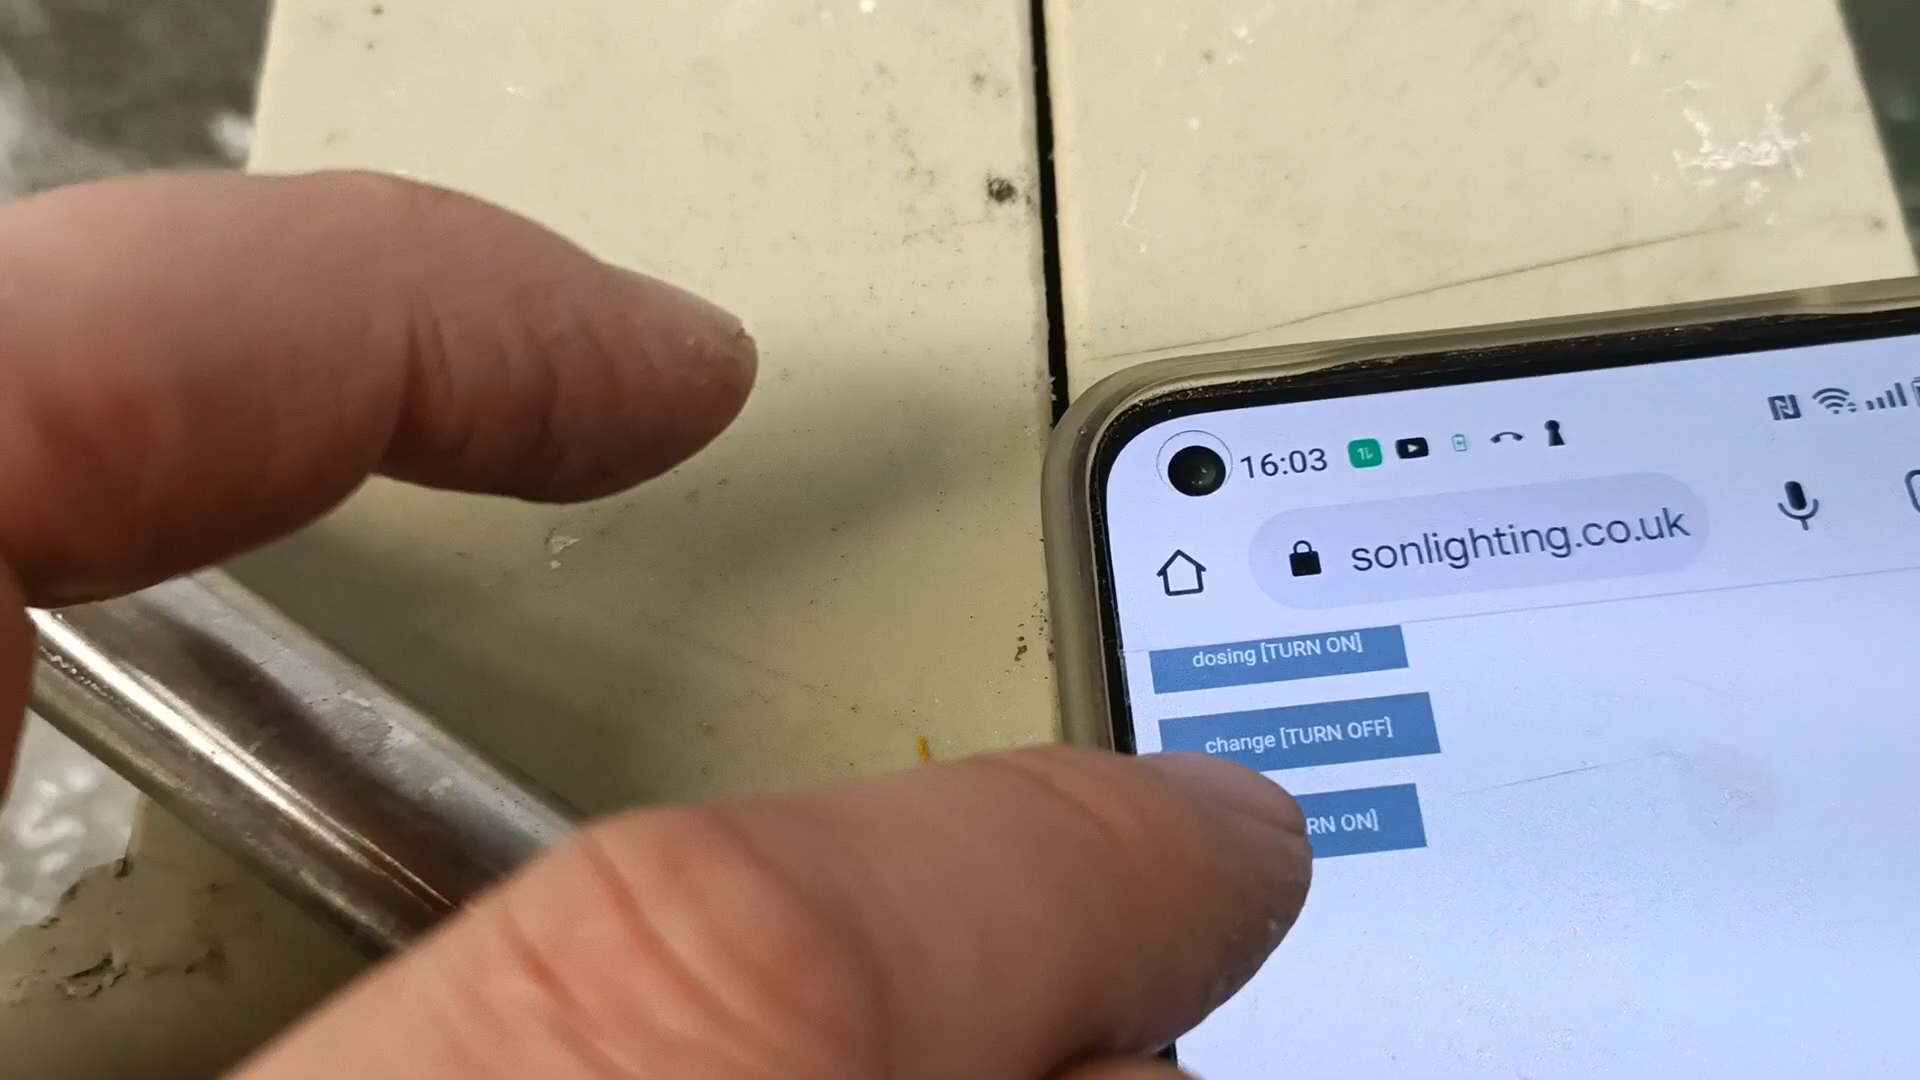 16:03
sonlighting.co.uk
dosing [TURN ON]
change [TURN OFF]
RN ON]